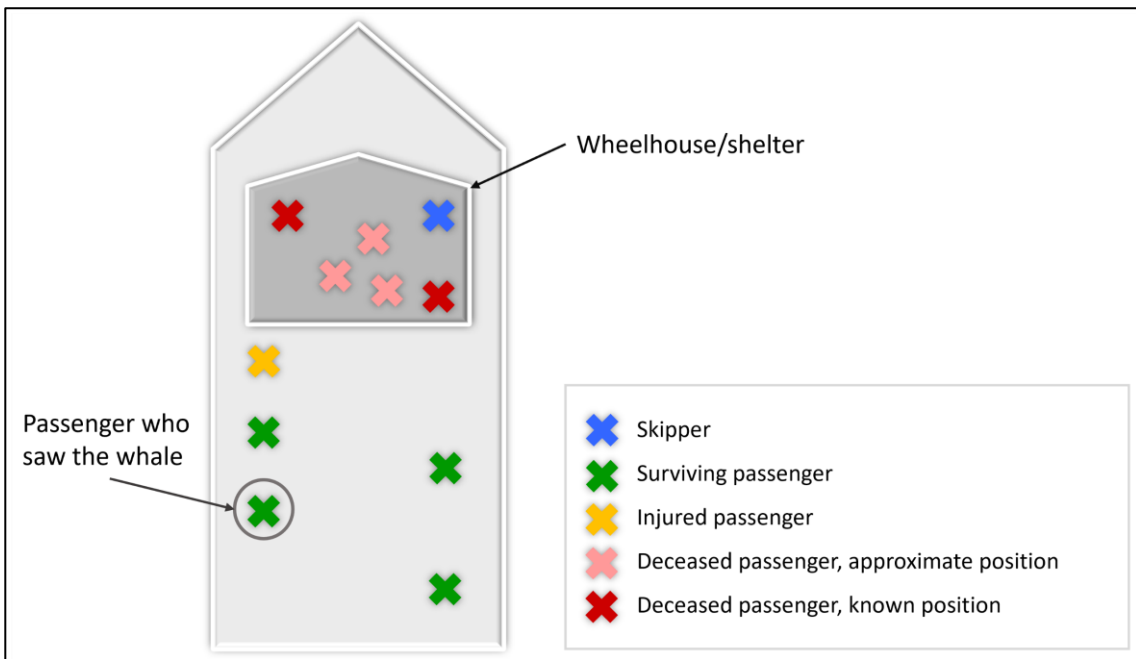 Wheelhouse/shelter
Passenger who
saw the whale
Skipper
Surviving passenger
Injured passenger
Deceased passenger, approximate position
Deceased passenger, known position